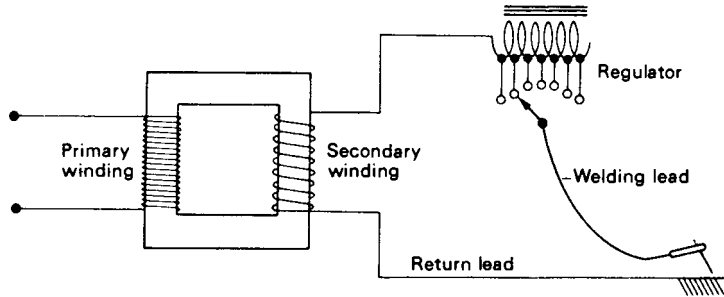 Regulator
Primary
winding
Secondary
winding
Welding lead
Return lead